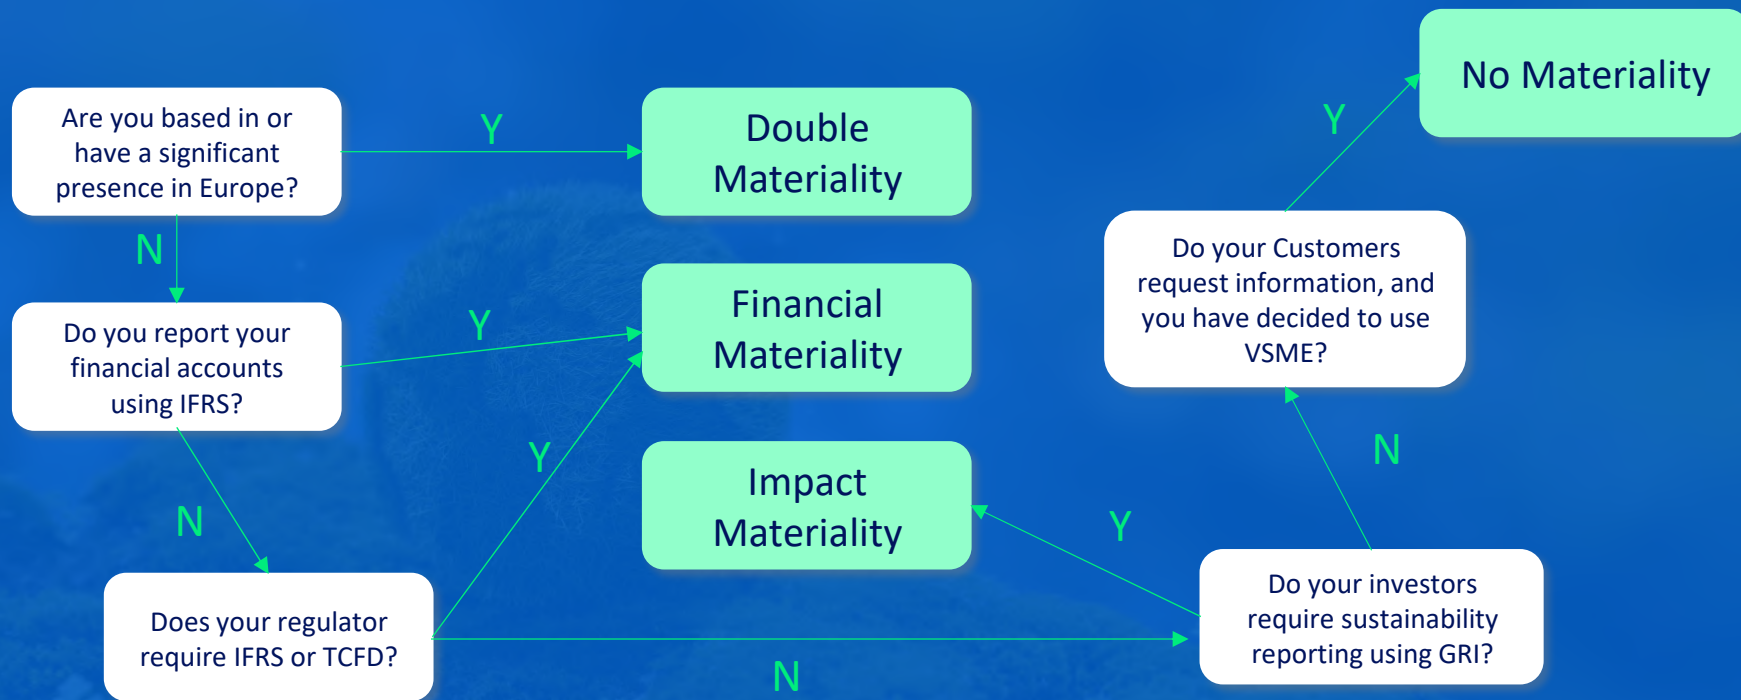 No Materiality
Are you based in or
have a significant
presence in Europe?
Y
Double
Materiality
Y
N
Do your Customers
request information, and
you have decided to use
VSME?
Do you report your
financial accounts
using IFRS?
Y
Financial
Materiality
Y
N
N
Impact
Materiality
Y
Does your regulator
require IFRS or TCFD?
N
Do your investors
require sustainability
reporting using GRI?